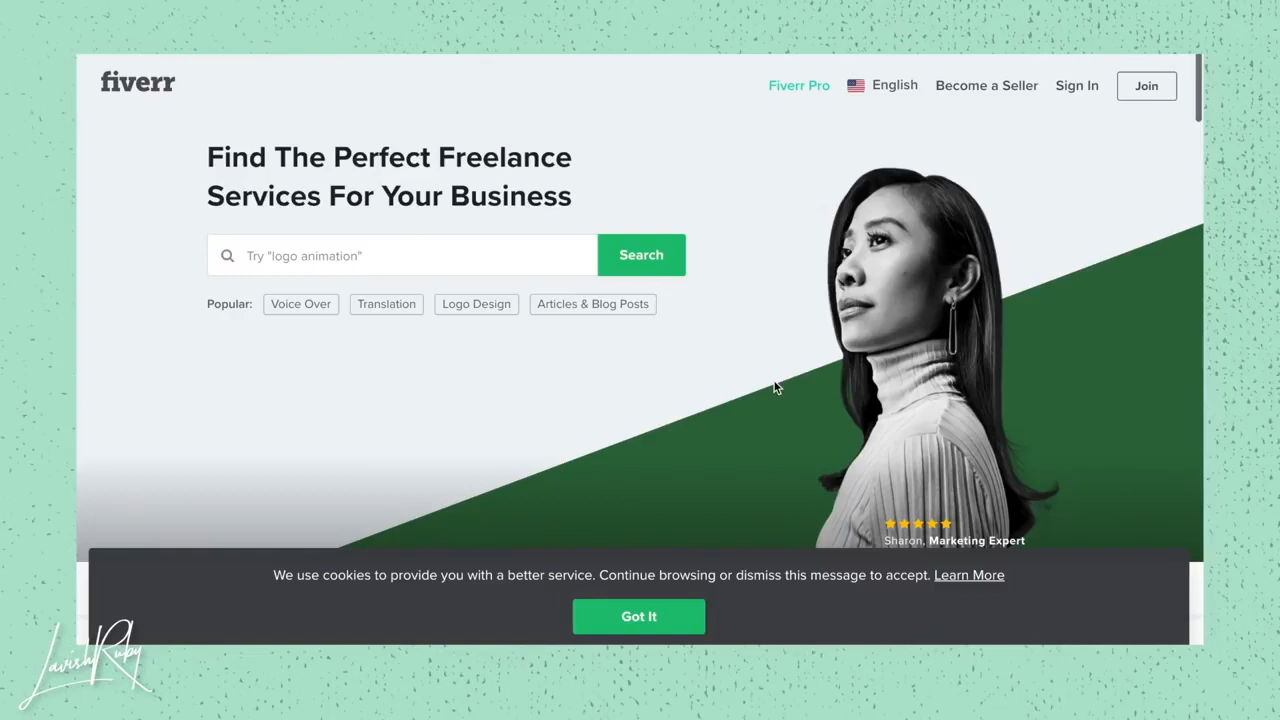 fiverr
Fiverr Pro English Become a Seller Sign In Join
Find The Perfect Freelance
Services For Your Business
Try "logo animation" Search
Popular: Voice Over Translation Logo Design Articles & Blog Posts
Sharon, Marketing Expert
We use cookies to provide you with a better service. Continue browsing or dismiss this message to accept. Learn More
Got It
LavishRuby